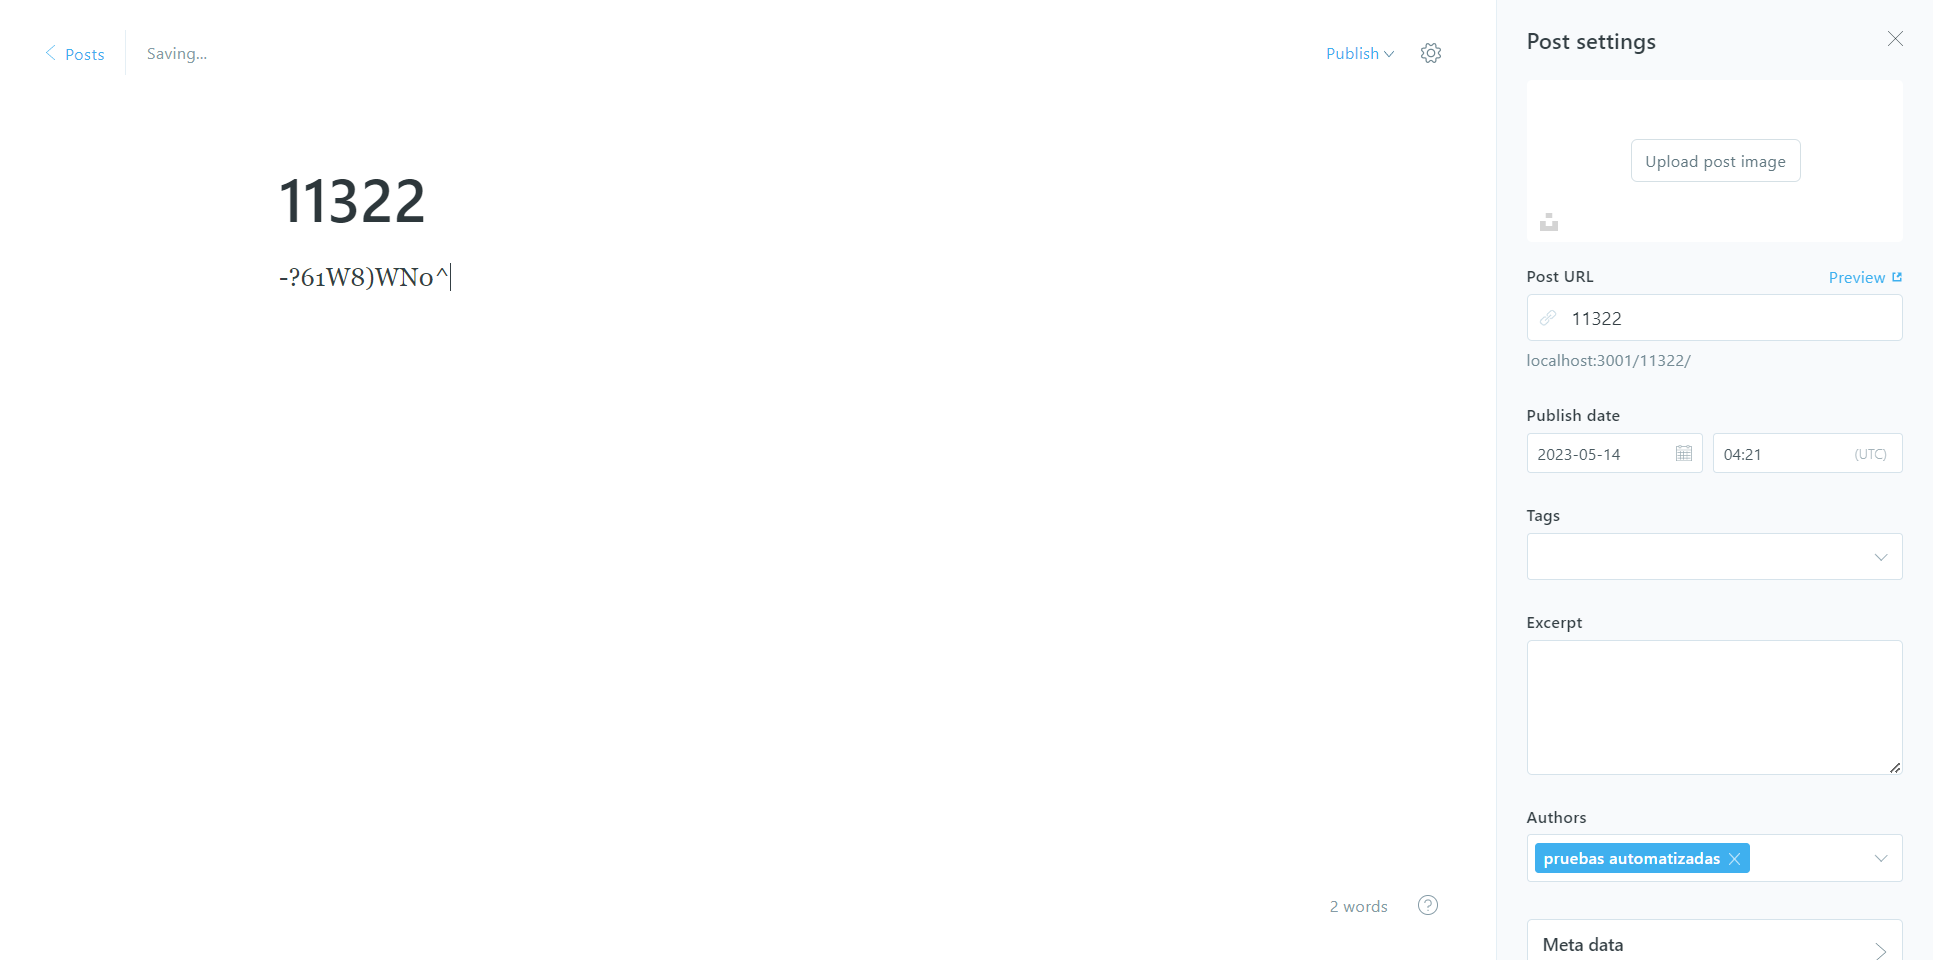 Posts
Saving...
Publish
11322
-?61W8)WN0^
2 words
Post settings
Upload post image
Post URL
Preview
11322
localhost:3001/11322/
Publish date
2023-05-14
04:21 (UTC)
Tags
Excerpt
Authors
pruebas automatizadas
Meta data